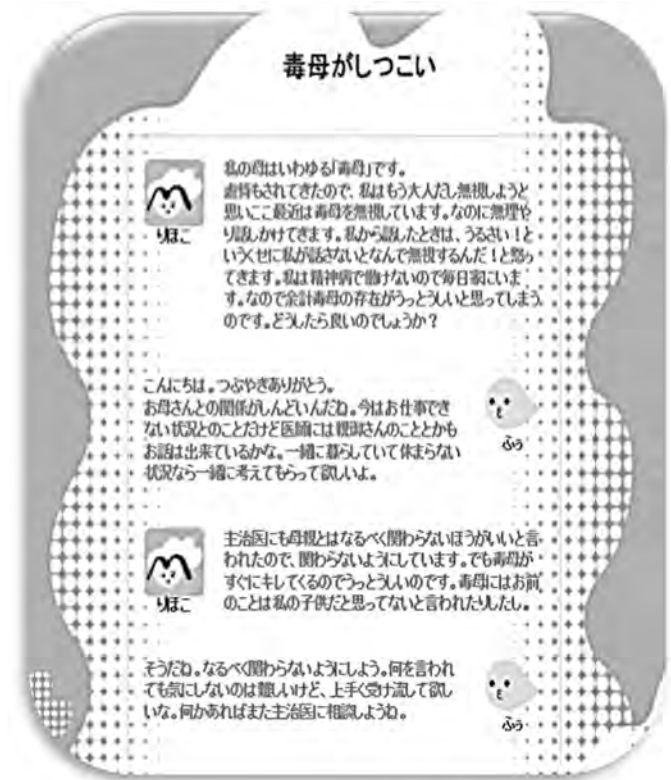 毒母がしつこい
私の母はいわゆる「毒母」です。
虐待もされてきたので、私はもう大人だし無視しようと
思いここ最近は毒母を無視しています。なのに無理や
り話しかけてきます。私から話したときは、うるさい！と
いうくせに私が話さないとなんで無視するんだ！と怒っ
てきます。私は精神病で働けないので毎日家にいま
す。なので余計毒母の存在がうっとうしいと思ってしまう
のです。どうしたら良いのでしょうか？
りほこ
こんにちは。つぶやきありがとう。
お母さんとの関係がしんどいんだね。今はお仕事でき
ない状況とのことだけど医師には親御さんのこととかも
お話は出来ているかな。一緒に暮らしていて休まらない
状況なら一緒に考えてもらって欲しいよ。
ふぅ
主治医にも母親とはなるべく関わらないほうがいいと言
われたので、関わらないようにしています。でも毒母が
すぐにキレてくるのでうっとうしいのです。毒母にはお前
のことは私の子供だと思ってないと言われたりしたし。
りほこ
そうだね。なるべく関わらないようにしよう。何を言われ
ても気にしないのは難しいけど、上手く受け流して欲し
いな。何かあればまた主治医に相談しようね。
ふぅ